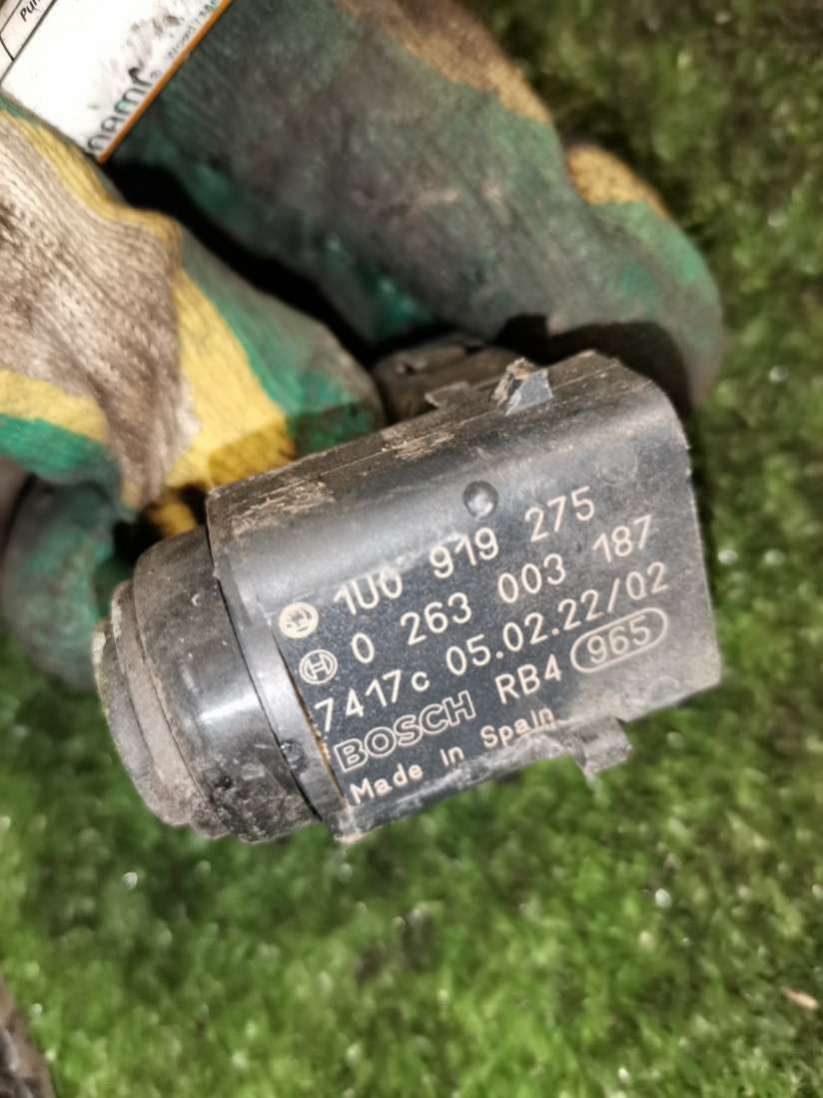 1U0 919 275
0 263 003 187
7417c 05.02.22/02
BOSCH RB4 965
Made in Spain